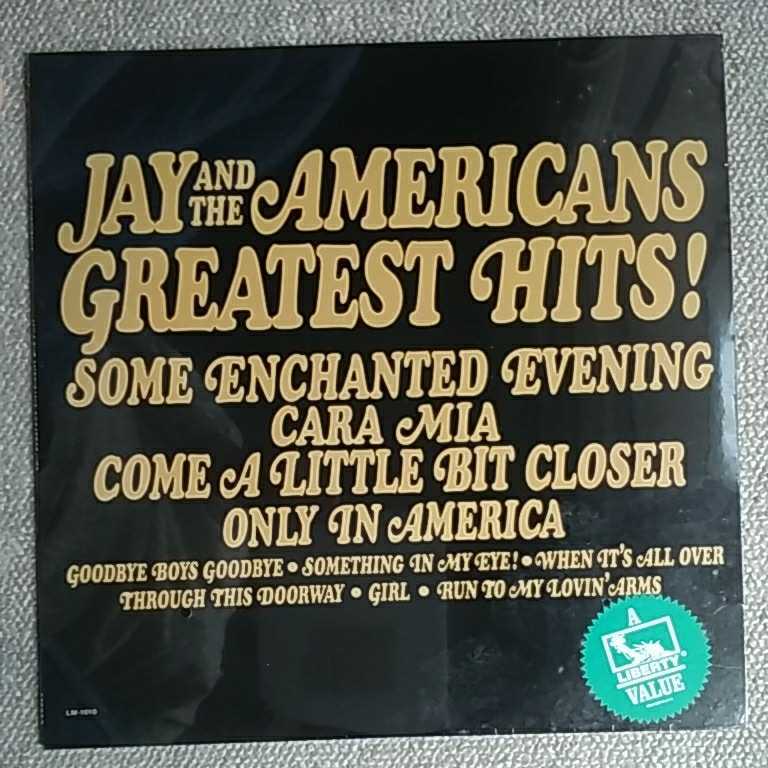 JAY AND THE AMERICANS
GREATEST HITS!
SOME ENCHANTED EVENING
CARA MIA
COME A LITTLE BIT CLOSER
ONLY IN AMERICA
GOODBYE BOYS GOODBYE • SOMETHING IN MY EYE! • WHEN IT'S ALL OVER
THROUGH THIS DOORWAY • GIRL • RUN TO MY LOVIN' ARMS
A
LIBERTY
VALUE
LM-1010